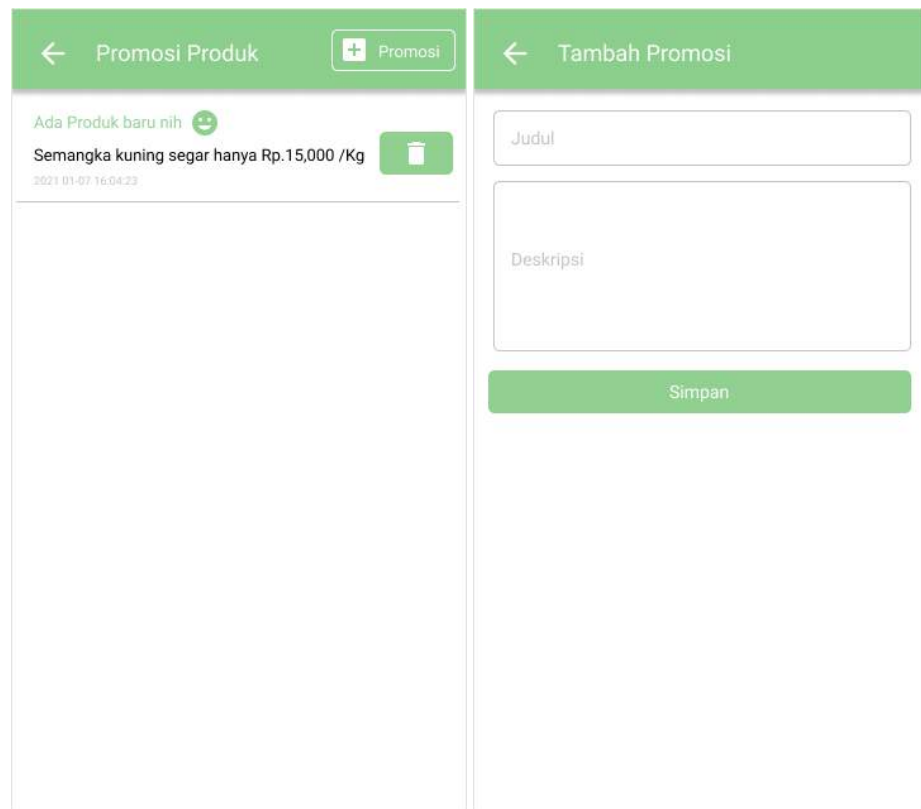 Promosi Produk
Promosi
Ada Produk baru nih
Semangka kuning segar hanya Rp.15,000 /Kg
2021 01-07 16:04:23
Tambah Promosi
Judul
Deskripsi
Simpan